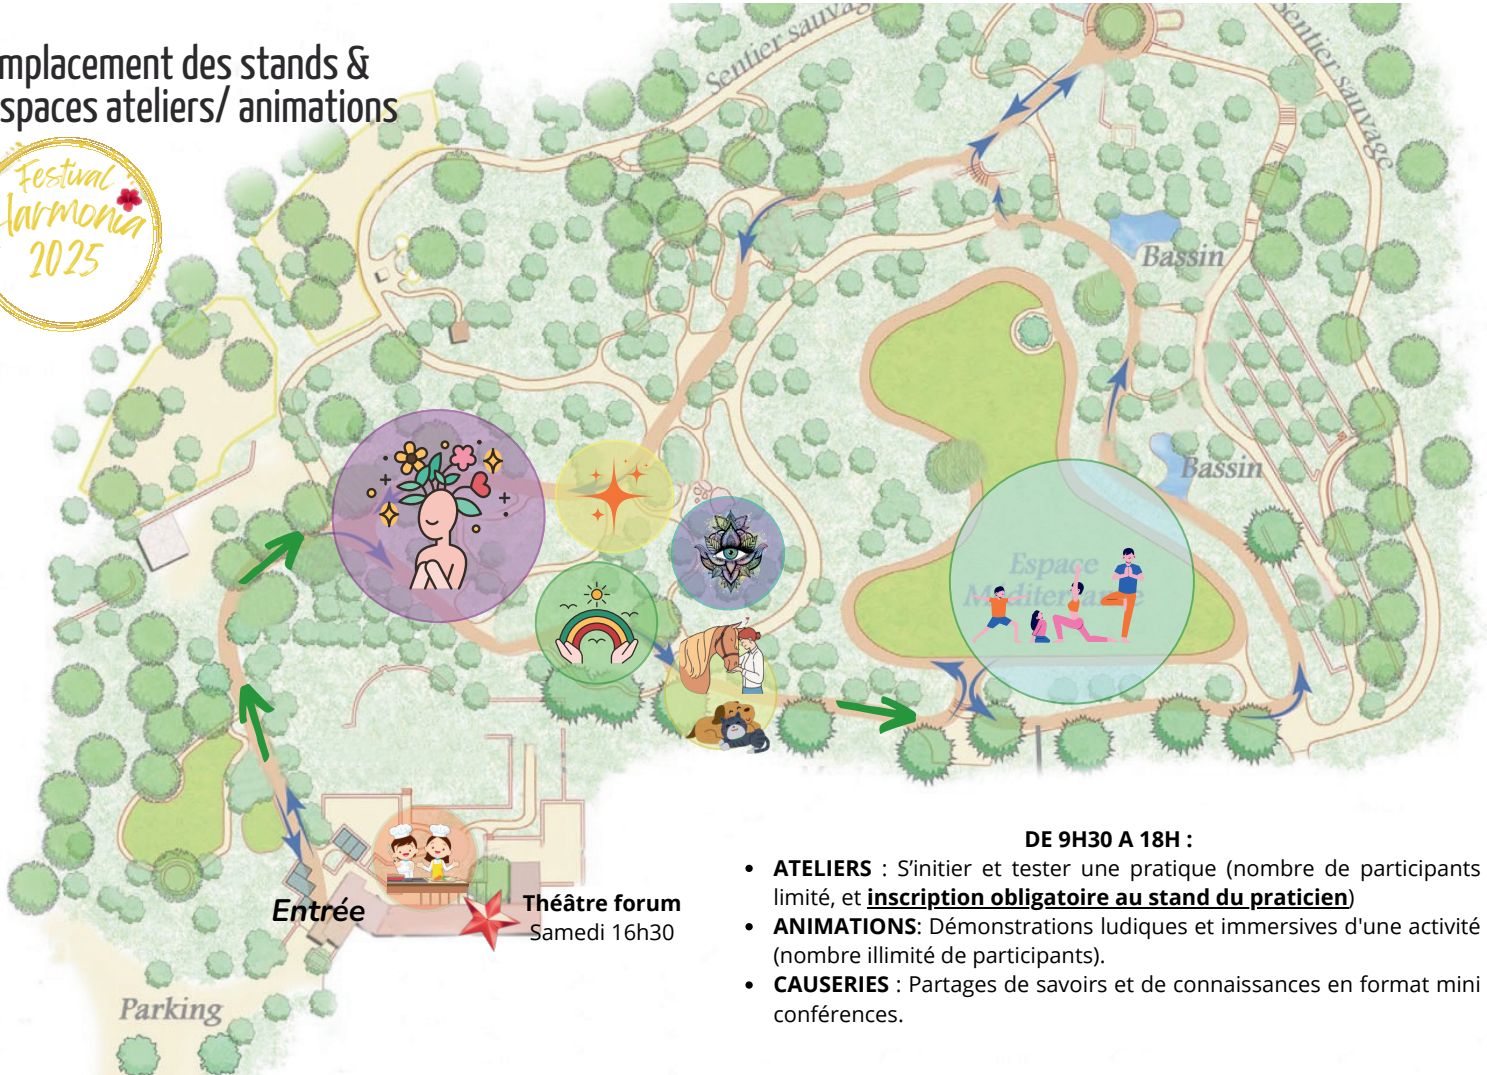 mplacement des stands &
spaces ateliers/ animations
Festival
Harmonia
2025
Sentier sauvage
Sentier sauvage
Bassin
Bassin
Espace
Méditerranée
DE 9H30 A 18H :
• ATELIERS : S'initier et tester une pratique (nombre de participants
limité, et inscription obligatoire au stand du praticien)
• ANIMATIONS: Démonstrations ludiques et immersives d'une activité
(nombre illimité de participants).
• CAUSERIES : Partages de savoirs et de connaissances en format mini
conférences.
Entrée
Théâtre forum
Samedi 16h30
Parking